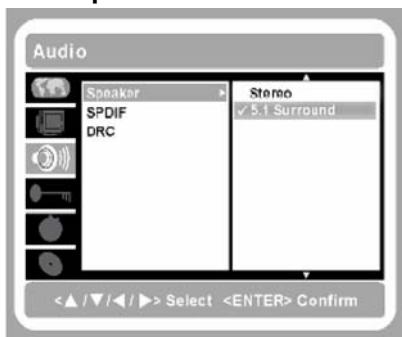 Audio
Speaker
SPDIF
DRC
Stereo
✓ 5.1 Surround
<▲ / ▼ / ◀ / ▶> Select <ENTER> Confirm